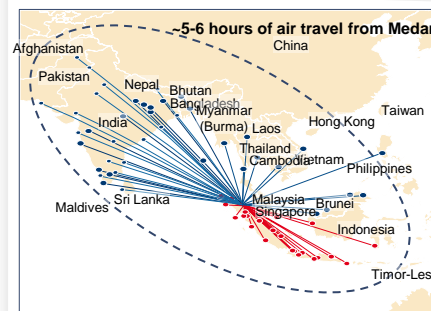 ~5-6 hours of air travel from Medan
China
Afghanistan
Pakistan
Nepal
Bhutan
Bangladesh
Myanmar
(Burma)
Laos
Hong Kong
Taiwan
India
Thailand
Cambodia
Vietnam
Philippines
Maldives
Sri Lanka
Malaysia
Singapore
Brunei
Indonesia
Timor-Les